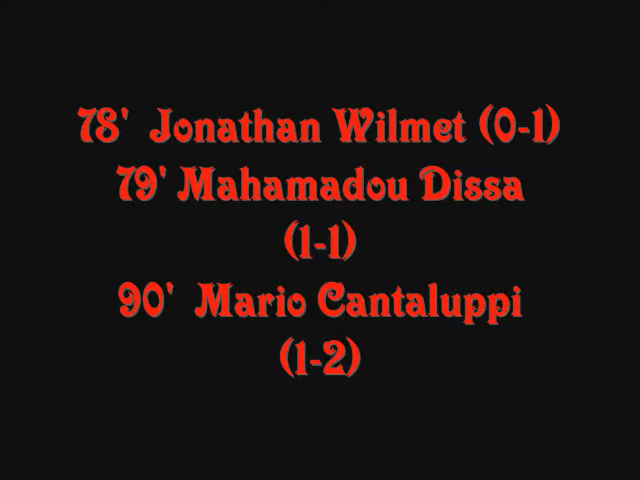 78' Jonathan Wilmet (0-1)
79' Mahamadou Dissa
(1-1)
90' Mario Cantaluppi
(1-2)